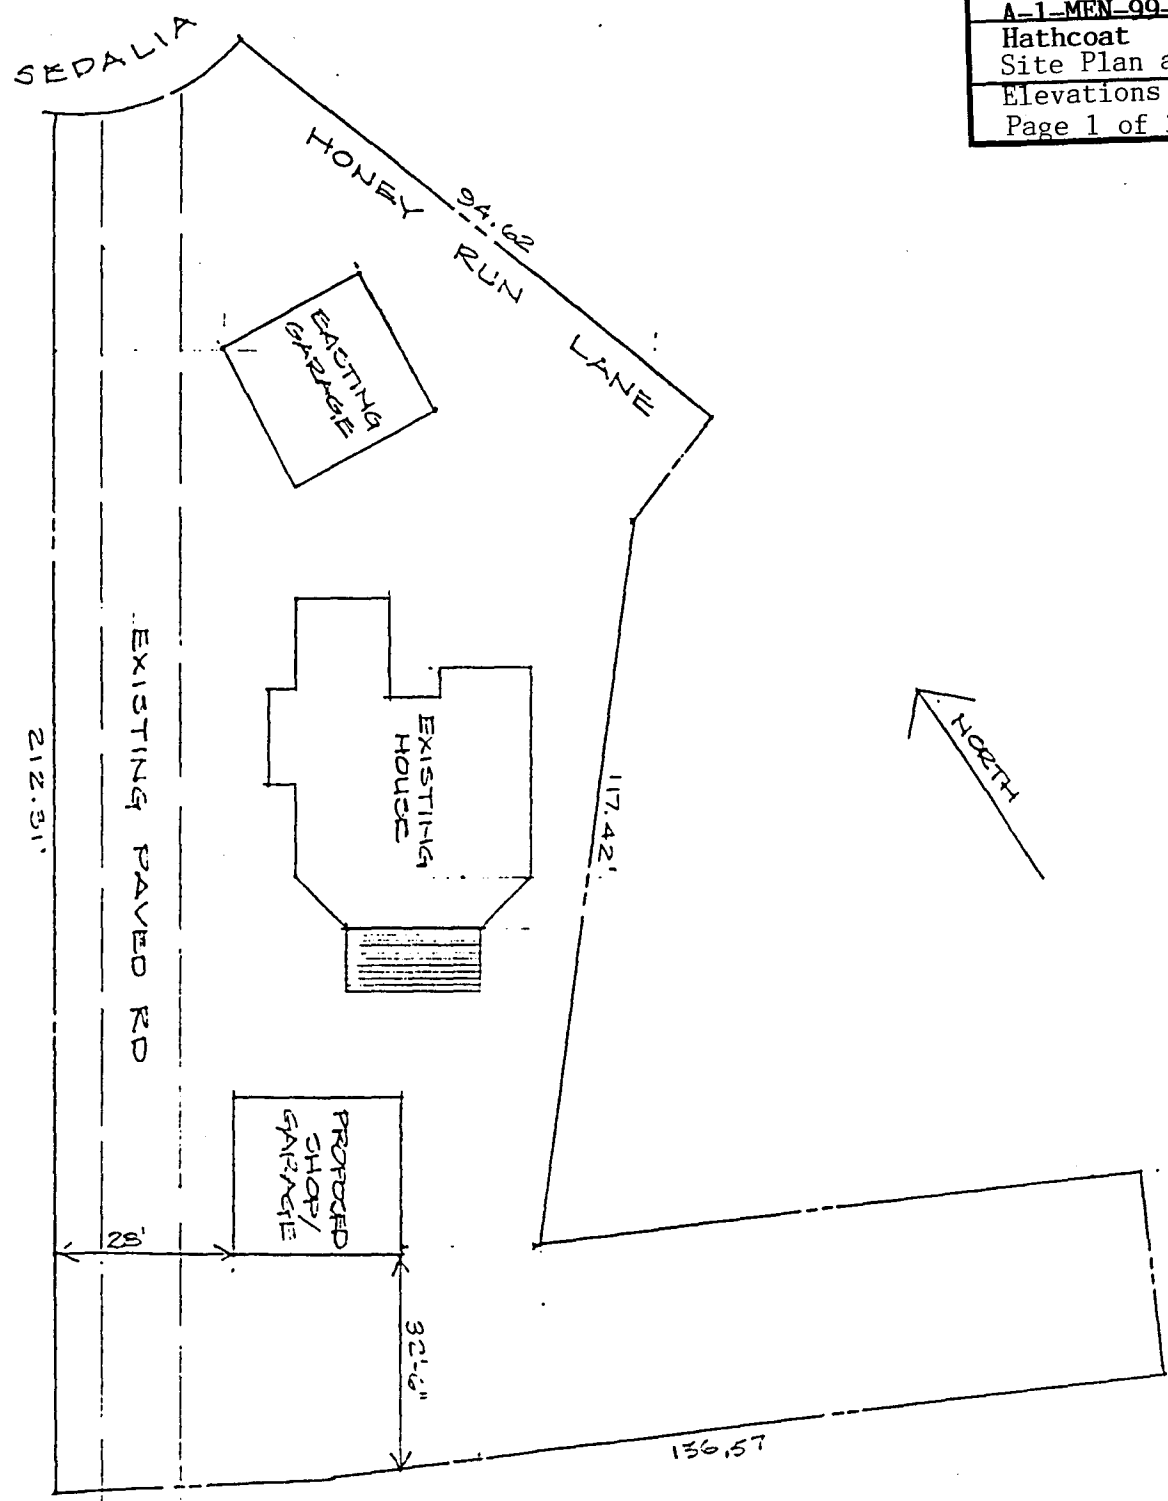 A-1-MEN-99-
Hathcoat
Site Plan a
Elevations
Page 1 of
SEDALIA
HONEY RUN LANE
94.62
EXISTING
GARAGE
EXISTING PAVED RD
212.31'
EXISTING
HOUSE
117.42'
NORTH
PROPOSED
SHOP/
GARAGE
28'
32'-6"
136.57